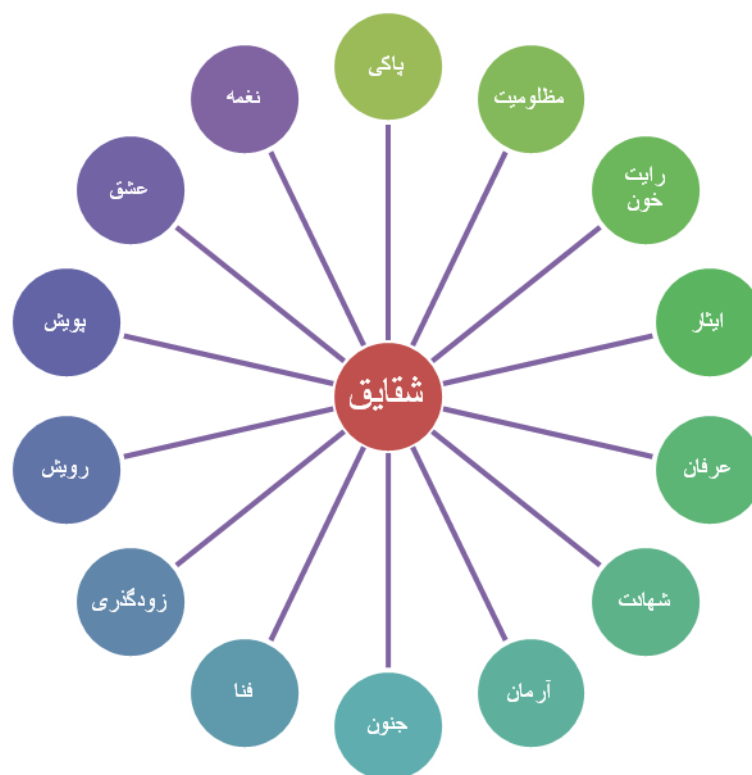 پاکی
مظلومیت
رایت
خون
ایثار
عرفان
شهادت
آرمان
جنون
فنا
زودگذری
رویش
پویش
عشق
نغمه
شقایق